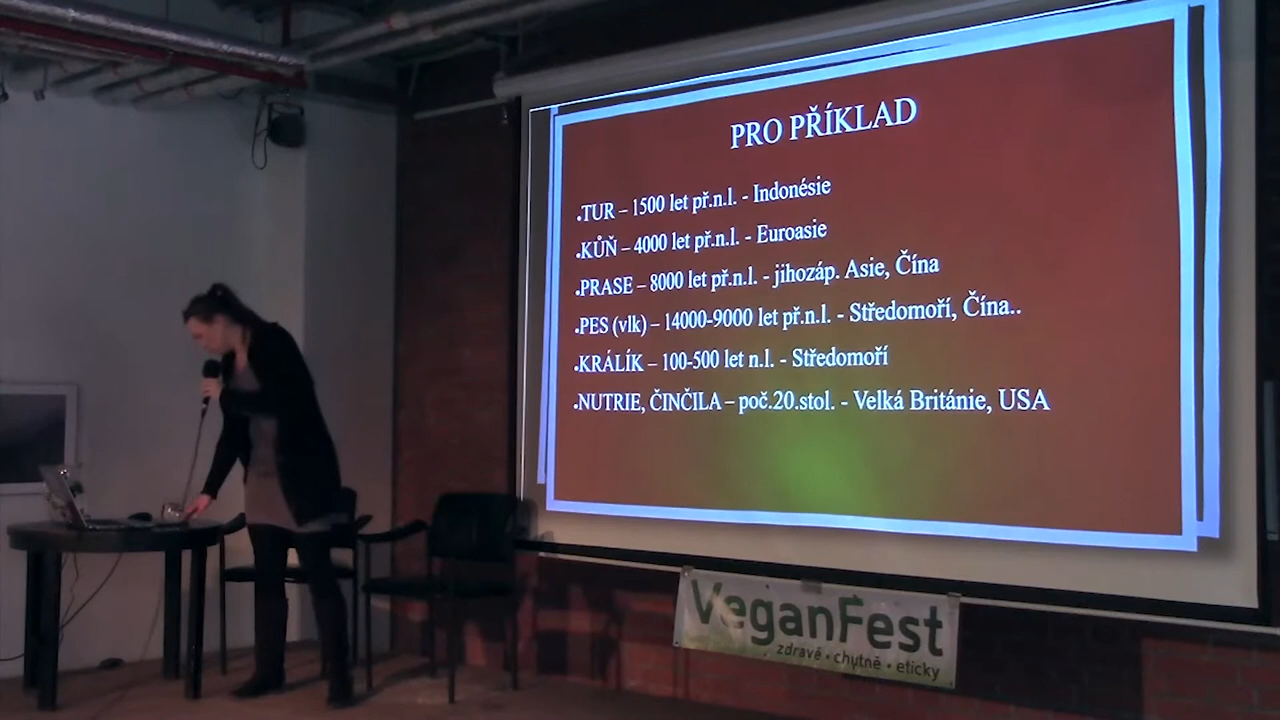 PRO PŘÍKLAD
•TUR – 1500 let př.n.l. - Indonésie
•KŮŇ – 4000 let př.n.l. - Euroasie
•PRASE – 8000 let př.n.l. - jihozáp. Asie, Čína
•PES (vlk) – 14000-9000 let př.n.l. - Středomoří, Čína..
•KRÁLÍK – 100-500 let n.l. - Středomoří
•NUTRIE, ČINČILA – poč.20.stol. - Velká Británie, USA
VeganFest
zdravě • chutně • eticky